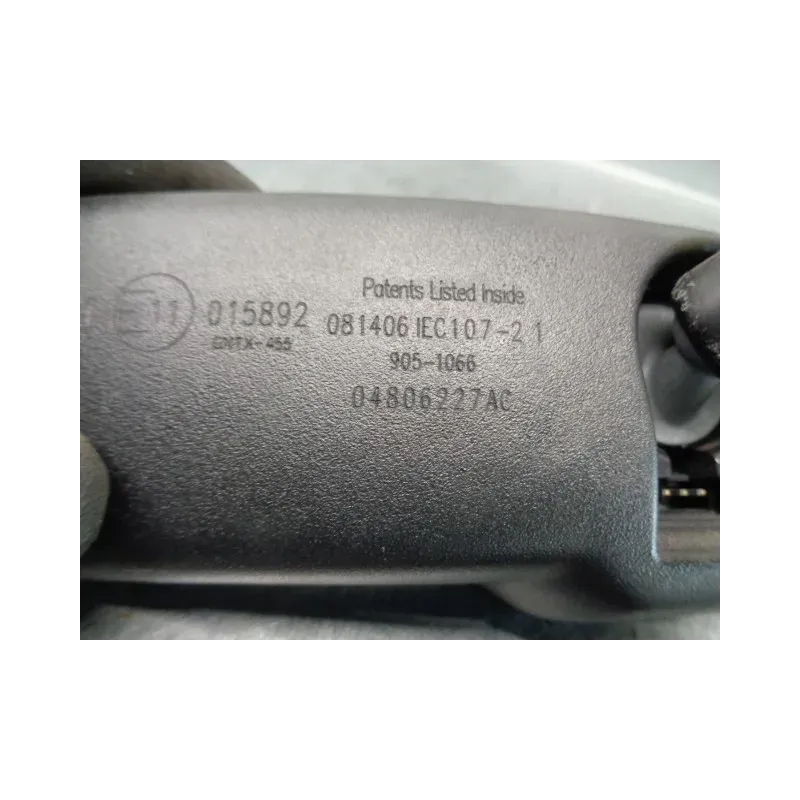 Patents Listed Inside
E11 015892 081406 IEC107-2 1
GNTX-455 905-1066
04806227AC